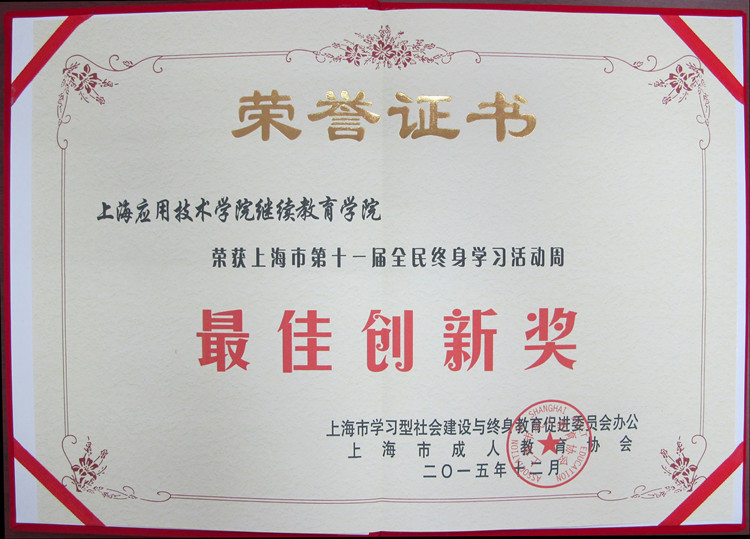 荣誉证书
上海应用技术学院继续教育学院
荣获上海市第十一届全民终身学习活动周
最佳创新奖
上海市学习型社会建设与终身教育促进委员会办公
上海市成人教育协会
二〇一五年十二月
SHANGHAI
EDUCATION
ASSOCIATION